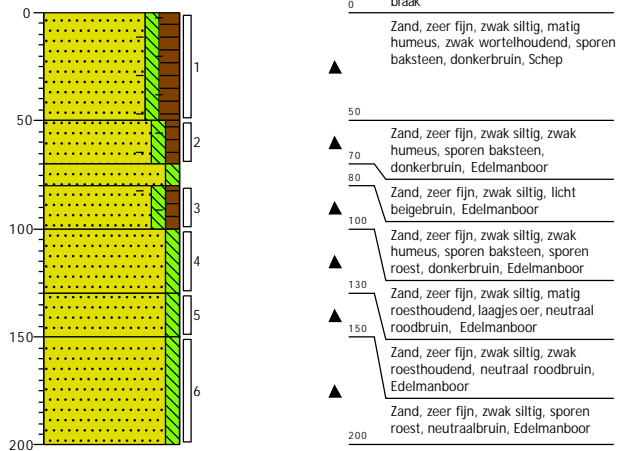 0
50
100
150
200
1
2
3
4
5
6
0
braak
Zand, zeer fijn, zwak siltig, matig
humeus, zwak wortelhoudend, sporen
baksteen, donkerbruin, Schep
50
Zand, zeer fijn, zwak siltig, zwak
humeus, sporen baksteen,
donkerbruin, Edelmanboor
70
Zand, zeer fijn, zwak siltig, licht
beigebruin, Edelmanboor
80
Zand, zeer fijn, zwak siltig, zwak
humeus, sporen baksteen, sporen
roest, donkerbruin, Edelmanboor
100
Zand, zeer fijn, zwak siltig, matig
roesthoudend, laagjes oer, neutraal
roodbruin, Edelmanboor
130
Zand, zeer fijn, zwak siltig, zwak
roesthoudend, neutraal roodbruin,
Edelmanboor
150
Zand, zeer fijn, zwak siltig, sporen
roest, neutraalbruin, Edelmanboor
200